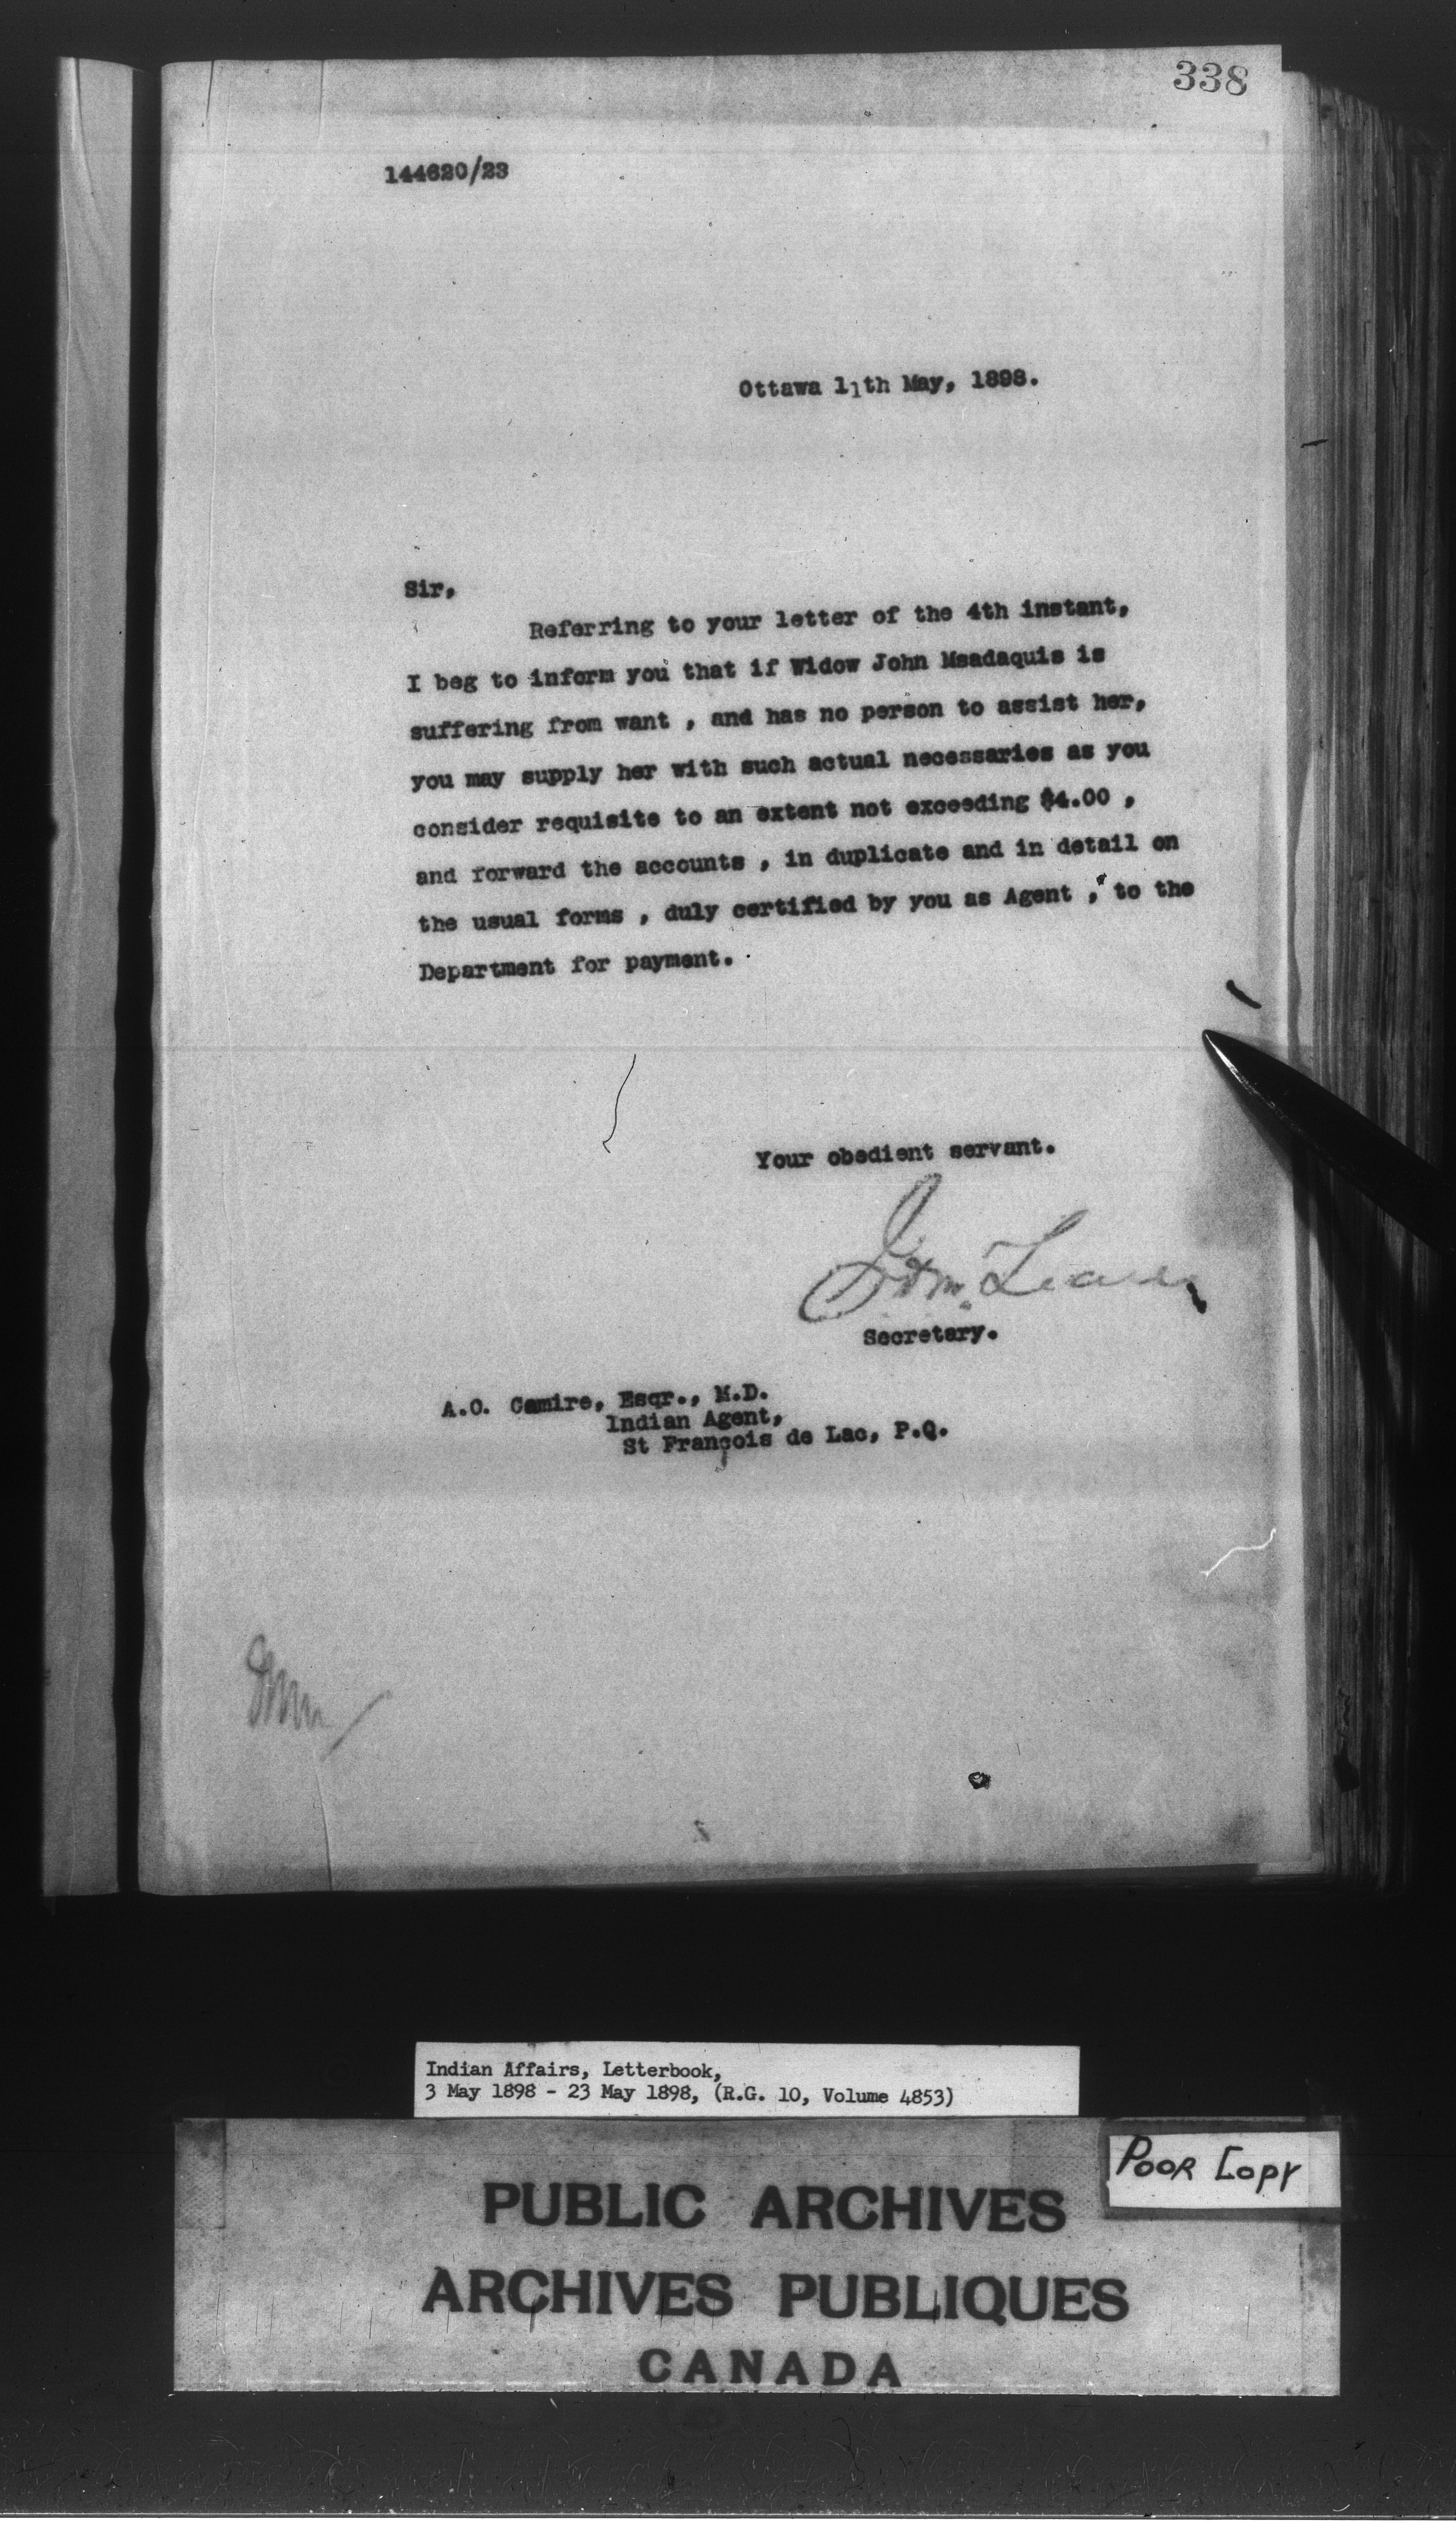 338
144620/23
Ottawa 11th May, 1898.
Sir,
Referring to your letter of the 4th instant,
I beg to inform you that if Widow John Msadaquis is
suffering from want , and has no person to assist her,
you may supply her with such actual necessaries as you
consider requisite to an extent not exceeding $4.00 ,
and forward the accounts , in duplicate and in detail on
the usual forms , duly certified by you as Agent , to the
Department for payment.
Your obedient servant.
Secretary.
A.O. Comire, Esqr., M.D.
Indian Agent,
St François de Lac, P.Q.
Indian Affairs, Letterbook,
3 May 1898 - 23 May 1898, (R.G. 10, Volume 4853)
POOR COPY
PUBLIC ARCHIVES
ARCHIVES PUBLIQUES
CANADA